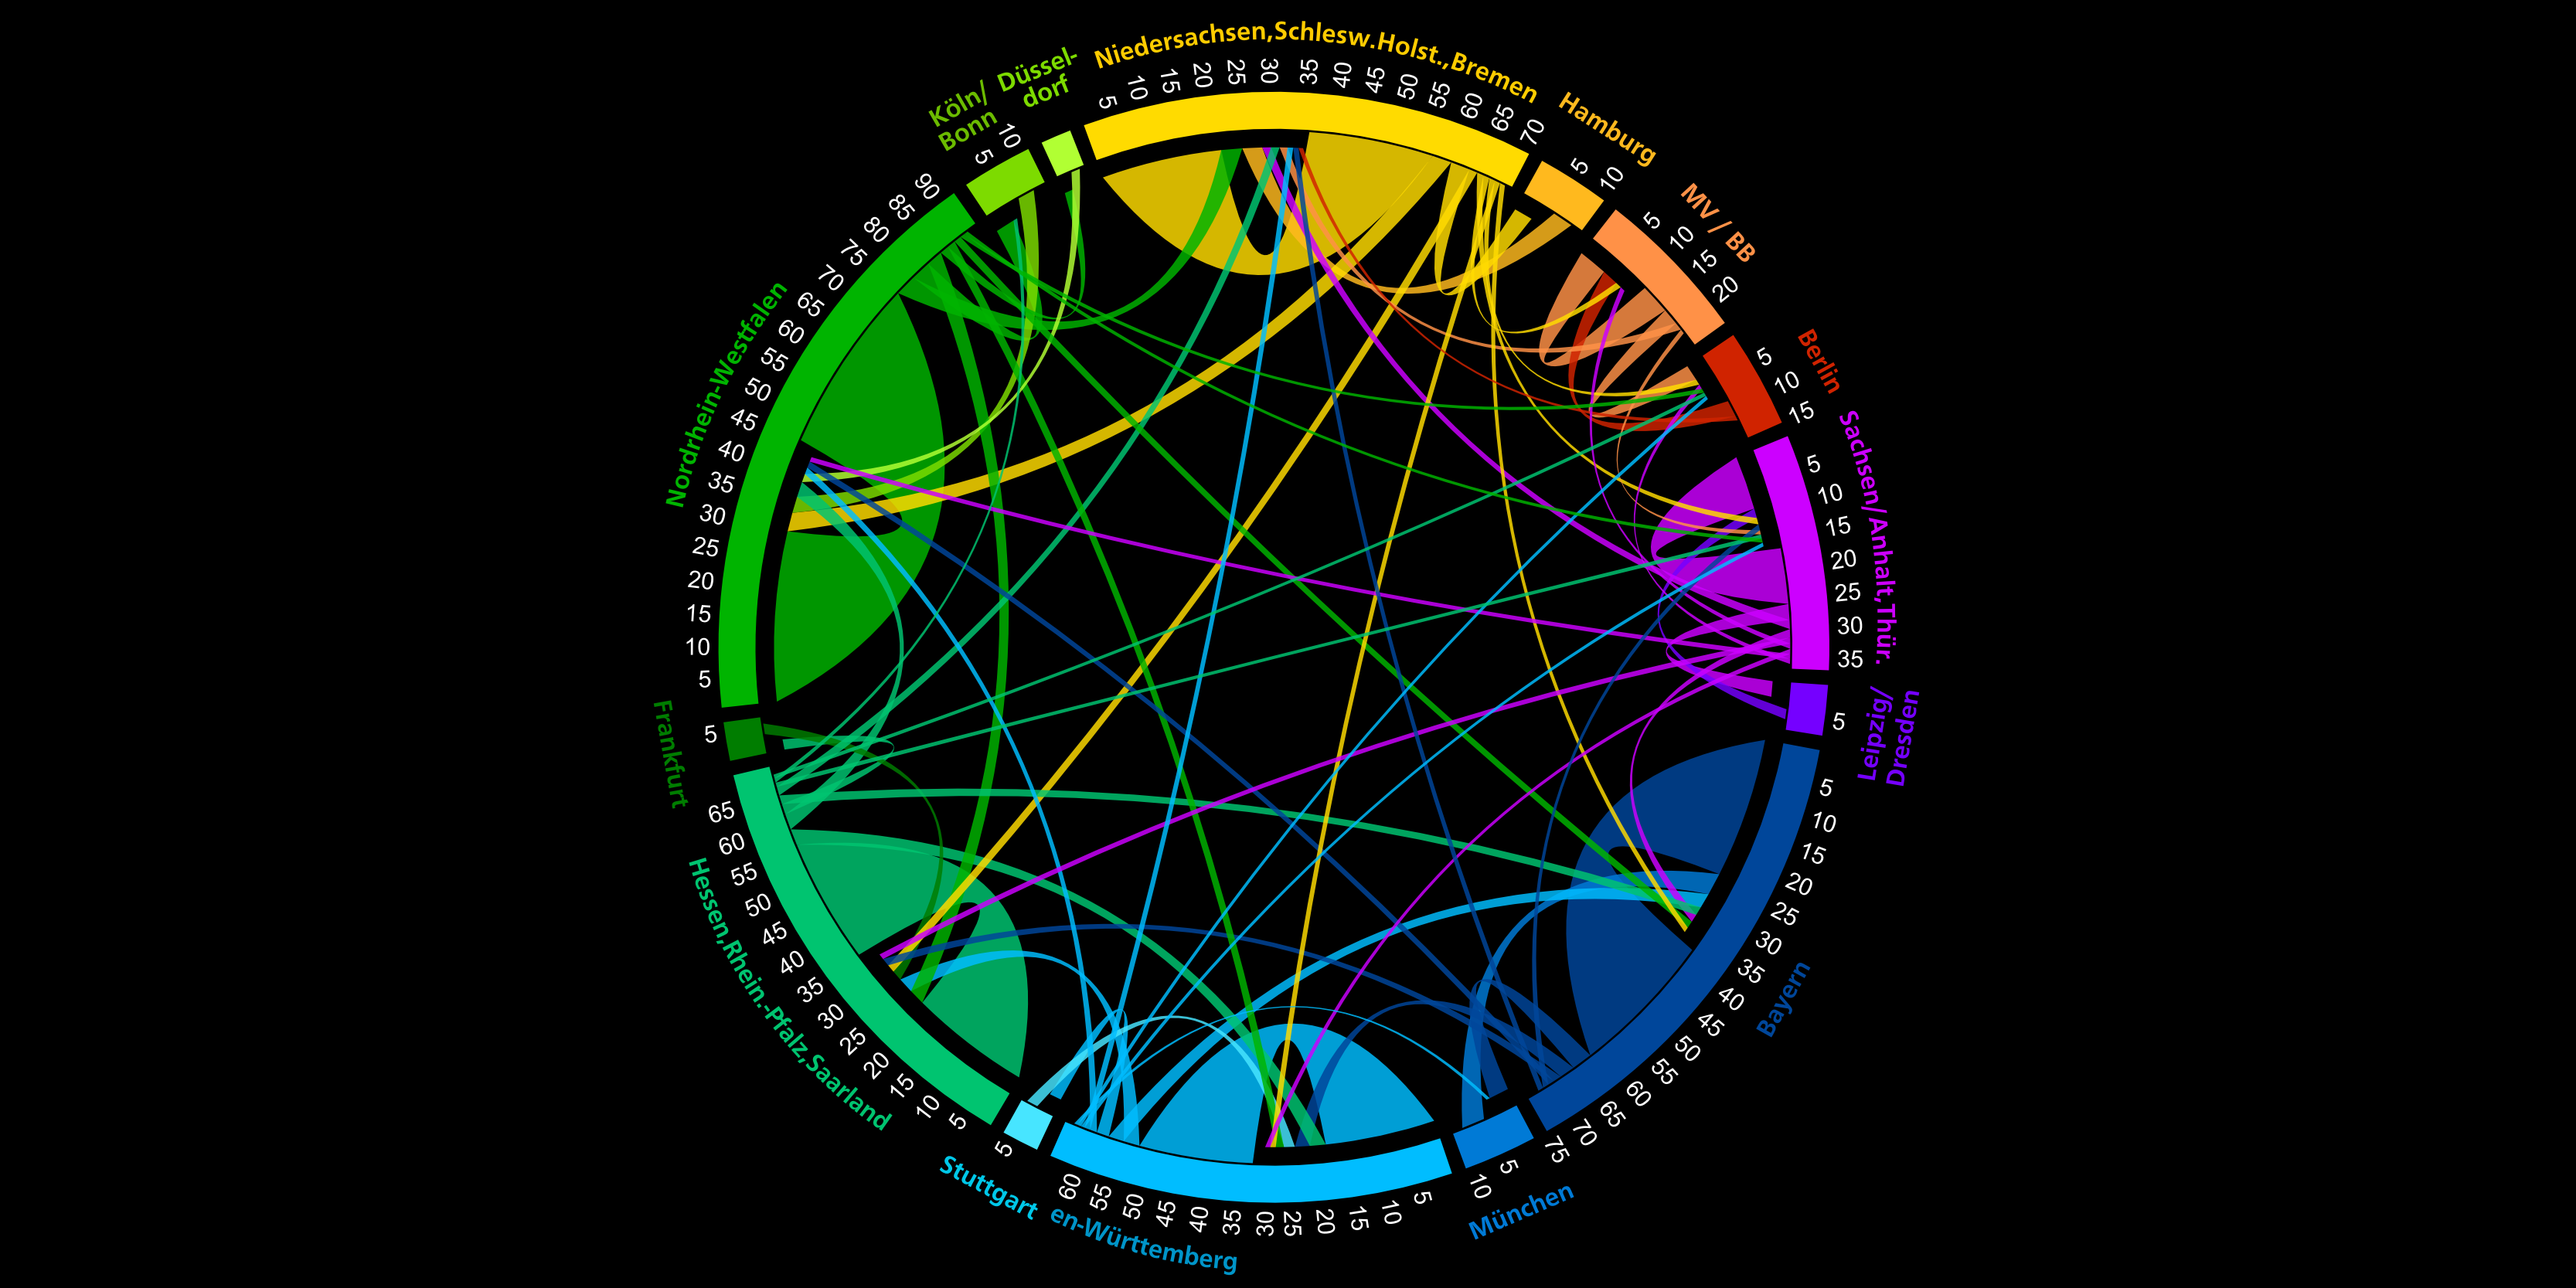 Niedersachsen,Schlesw.Holst.,Bremen
5 10 15 20 25 30 35 40 45 50 55 60 65 70
Hamburg
5 10
MV / BB
5 10 15 20
Berlin
5 10 15
Sachsen/Anhalt,Thür.
5 10 15 20 25 30 35
Leipzig/
Dresden
5
Bayern
5 10 15 20 25 30 35 40 45 50 55 60 65 70 75
München
5 10
en-Württemberg
5 10 15 20 25 30 35 40 45 50 55 60
Stuttgart
5
Hessen,Rhein.-Pfalz,Saarland
5 10 15 20 25 30 35 40 45 50 55 60 65
Frankfurt
5
Nordrhein-Westfalen
5 10 15 20 25 30 35 40 45 50 55 60 65 70 75 80 85 90
Köln/
Bonn
5 10
Düssel-
dorf